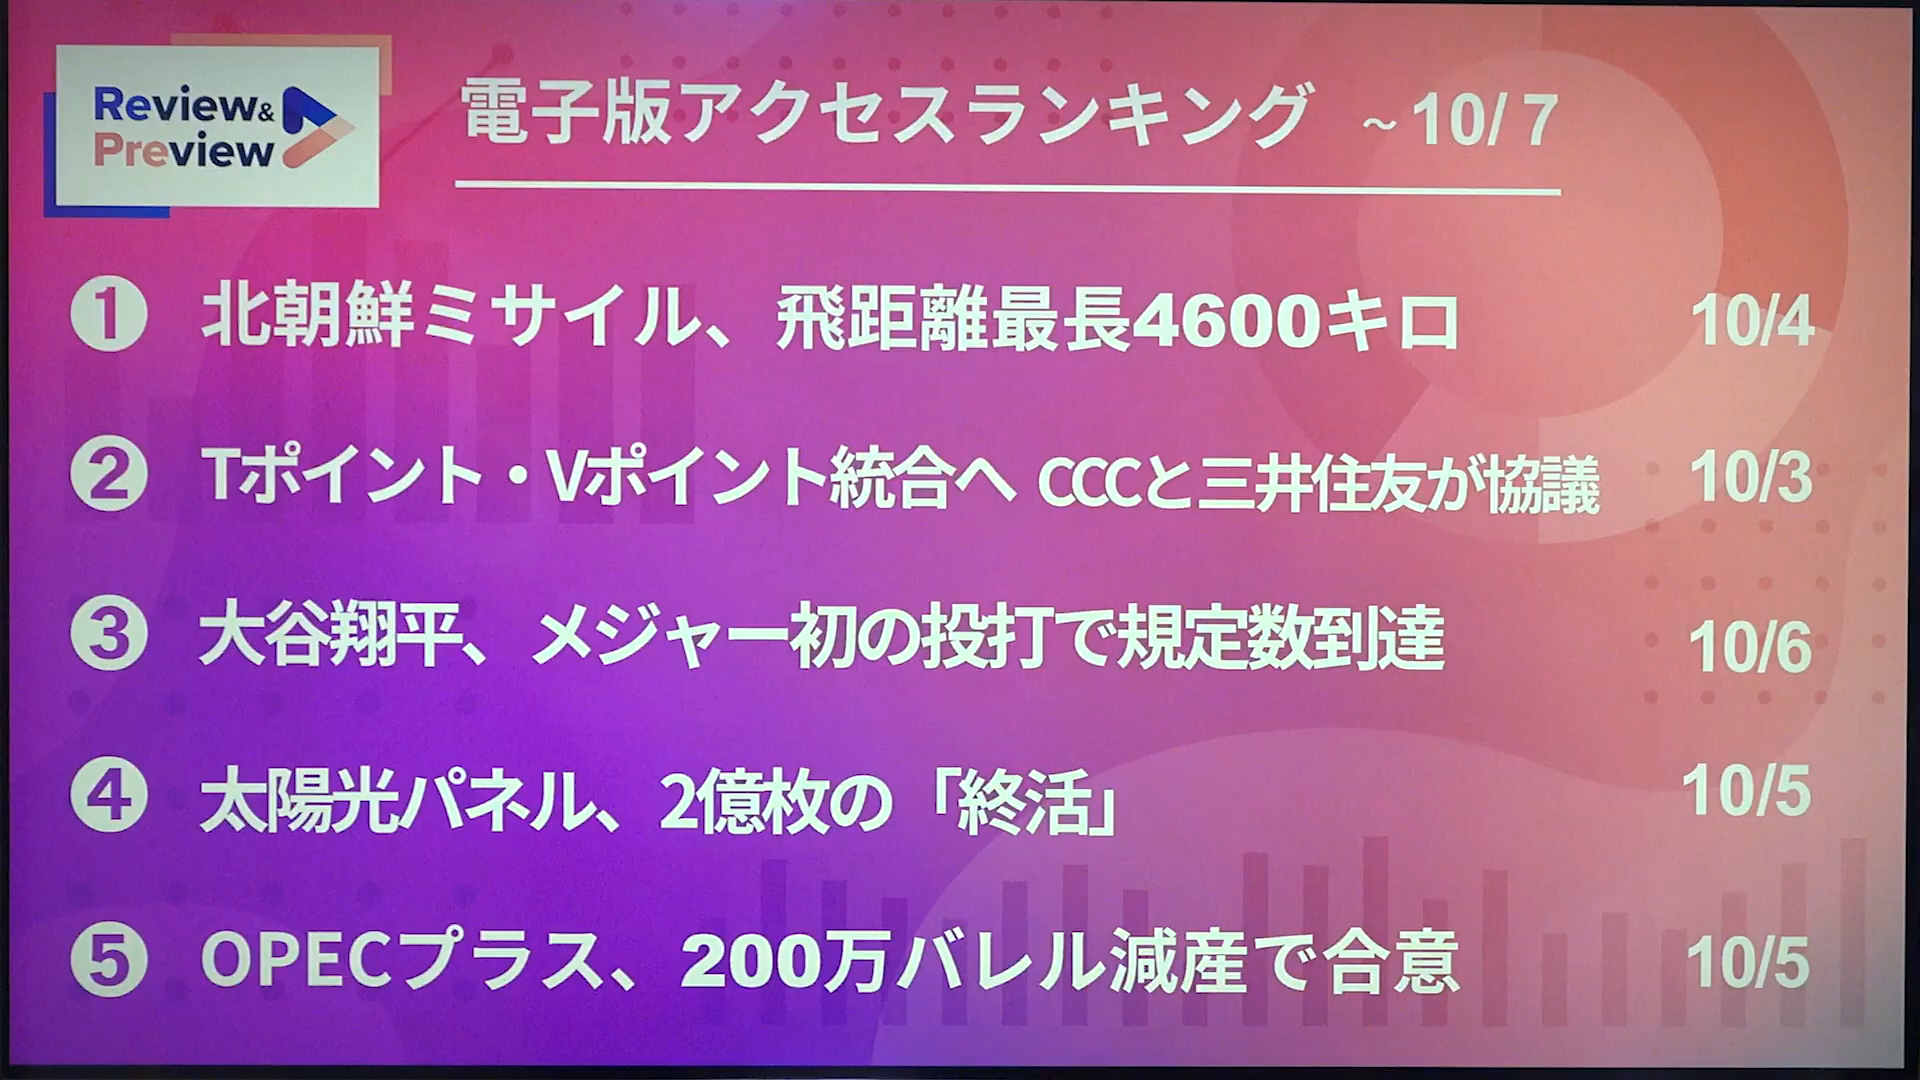 Review&
Preview
電子版アクセスランキング ~10/7
① 北朝鮮ミサイル、飛距離最長4600キロ 10/4
② Tポイント・Vポイント統合へ CCCと三井住友が協議 10/3
③ 大谷翔平、メジャー初の投打で規定数到達 10/6
④ 太陽光パネル、2億枚の「終活」 10/5
⑤ OPECプラス、200万バレル減産で合意 10/5